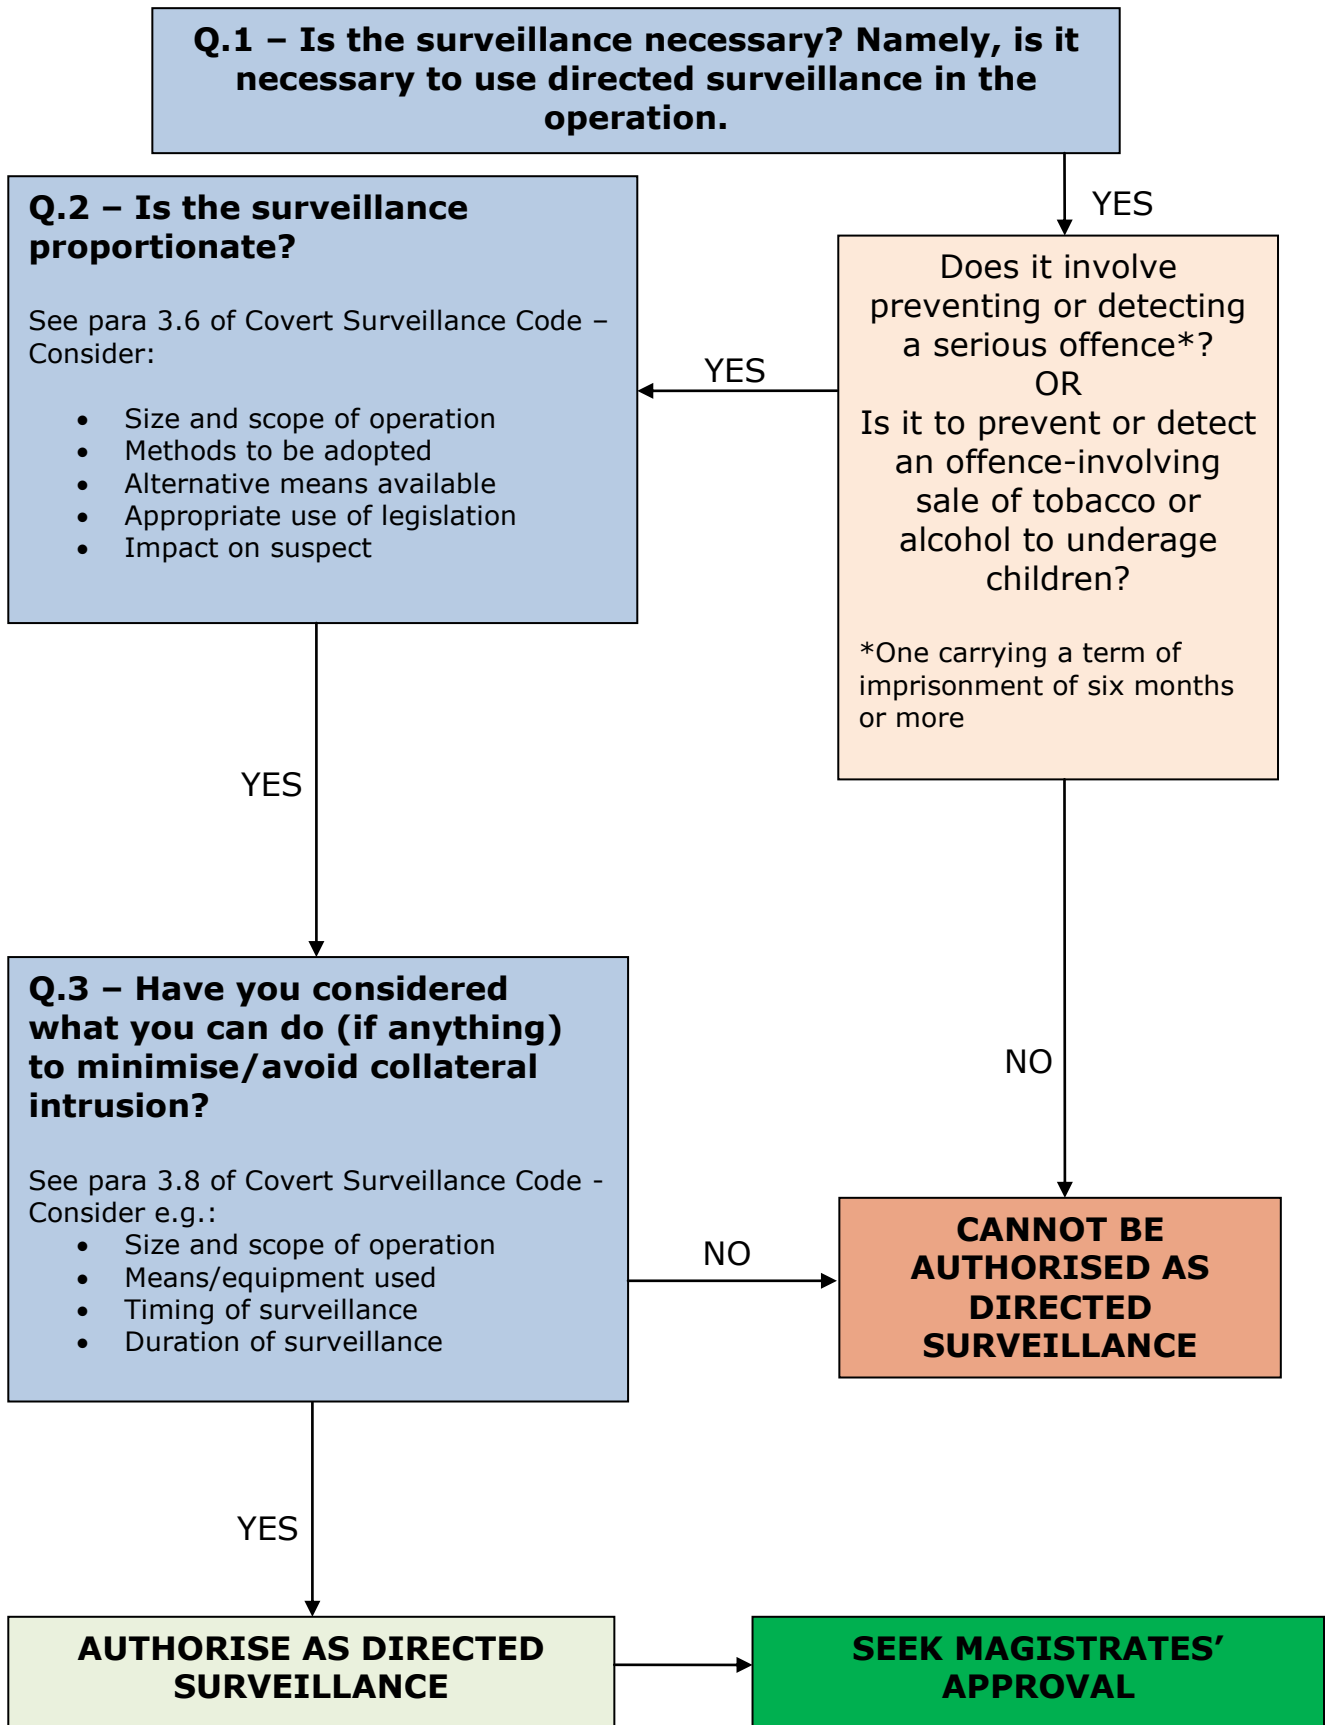 Q.1 – Is the surveillance necessary? Namely, is it
necessary to use directed surveillance in the
operation.
YES
Does it involve
preventing or detecting
a serious offence*?
OR
Is it to prevent or detect
an offence-involving
sale of tobacco or
alcohol to underage
children?
*One carrying a term of
imprisonment of six months
or more
YES
Q.2 – Is the surveillance
proportionate?
See para 3.6 of Covert Surveillance Code –
Consider:
• Size and scope of operation
• Methods to be adopted
• Alternative means available
• Appropriate use of legislation
• Impact on suspect
YES
NO
Q.3 – Have you considered
what you can do (if anything)
to minimise/avoid collateral
intrusion?
See para 3.8 of Covert Surveillance Code -
Consider e.g.:
• Size and scope of operation
• Means/equipment used
• Timing of surveillance
• Duration of surveillance
NO
CANNOT BE
AUTHORISED AS
DIRECTED
SURVEILLANCE
YES
AUTHORISE AS DIRECTED
SURVEILLANCE
SEEK MAGISTRATES’
APPROVAL